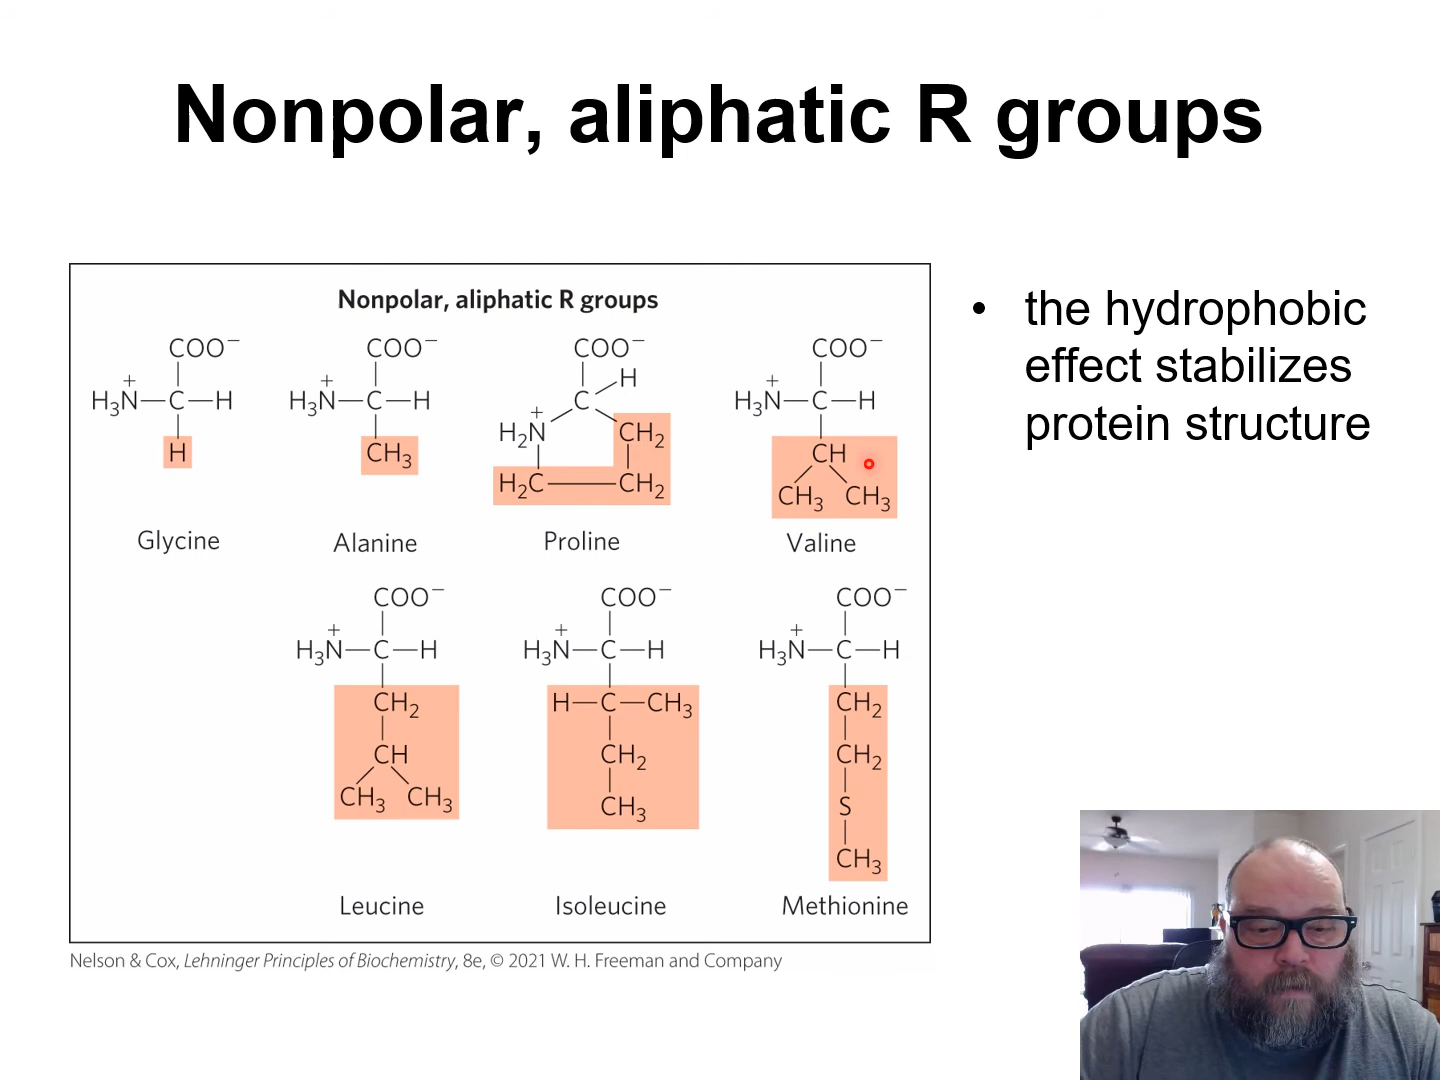 Nonpolar, aliphatic R groups
Nonpolar, aliphatic R groups
COO⁻ COO⁻ COO⁻ COO⁻
H
H₃N⁺—C—H H₃N⁺—C—H C H₃N⁺—C—H
H₂N⁺ CH₂
H CH₃ CH
H₂C—CH₂ CH₃ CH₃
Glycine Alanine Proline Valine
COO⁻ COO⁻ COO⁻
H₃N⁺—C—H H₃N⁺—C—H H₃N⁺—C—H
CH₂ H—C—CH₃ CH₂
CH CH₂ CH₂
CH₃ CH₃ CH₃ S
CH₃
Leucine Isoleucine Methionine
Nelson & Cox, Lehninger Principles of Biochemistry, 8e, © 2021 W. H. Freeman and Company
• the hydrophobic
effect stabilizes
protein structure